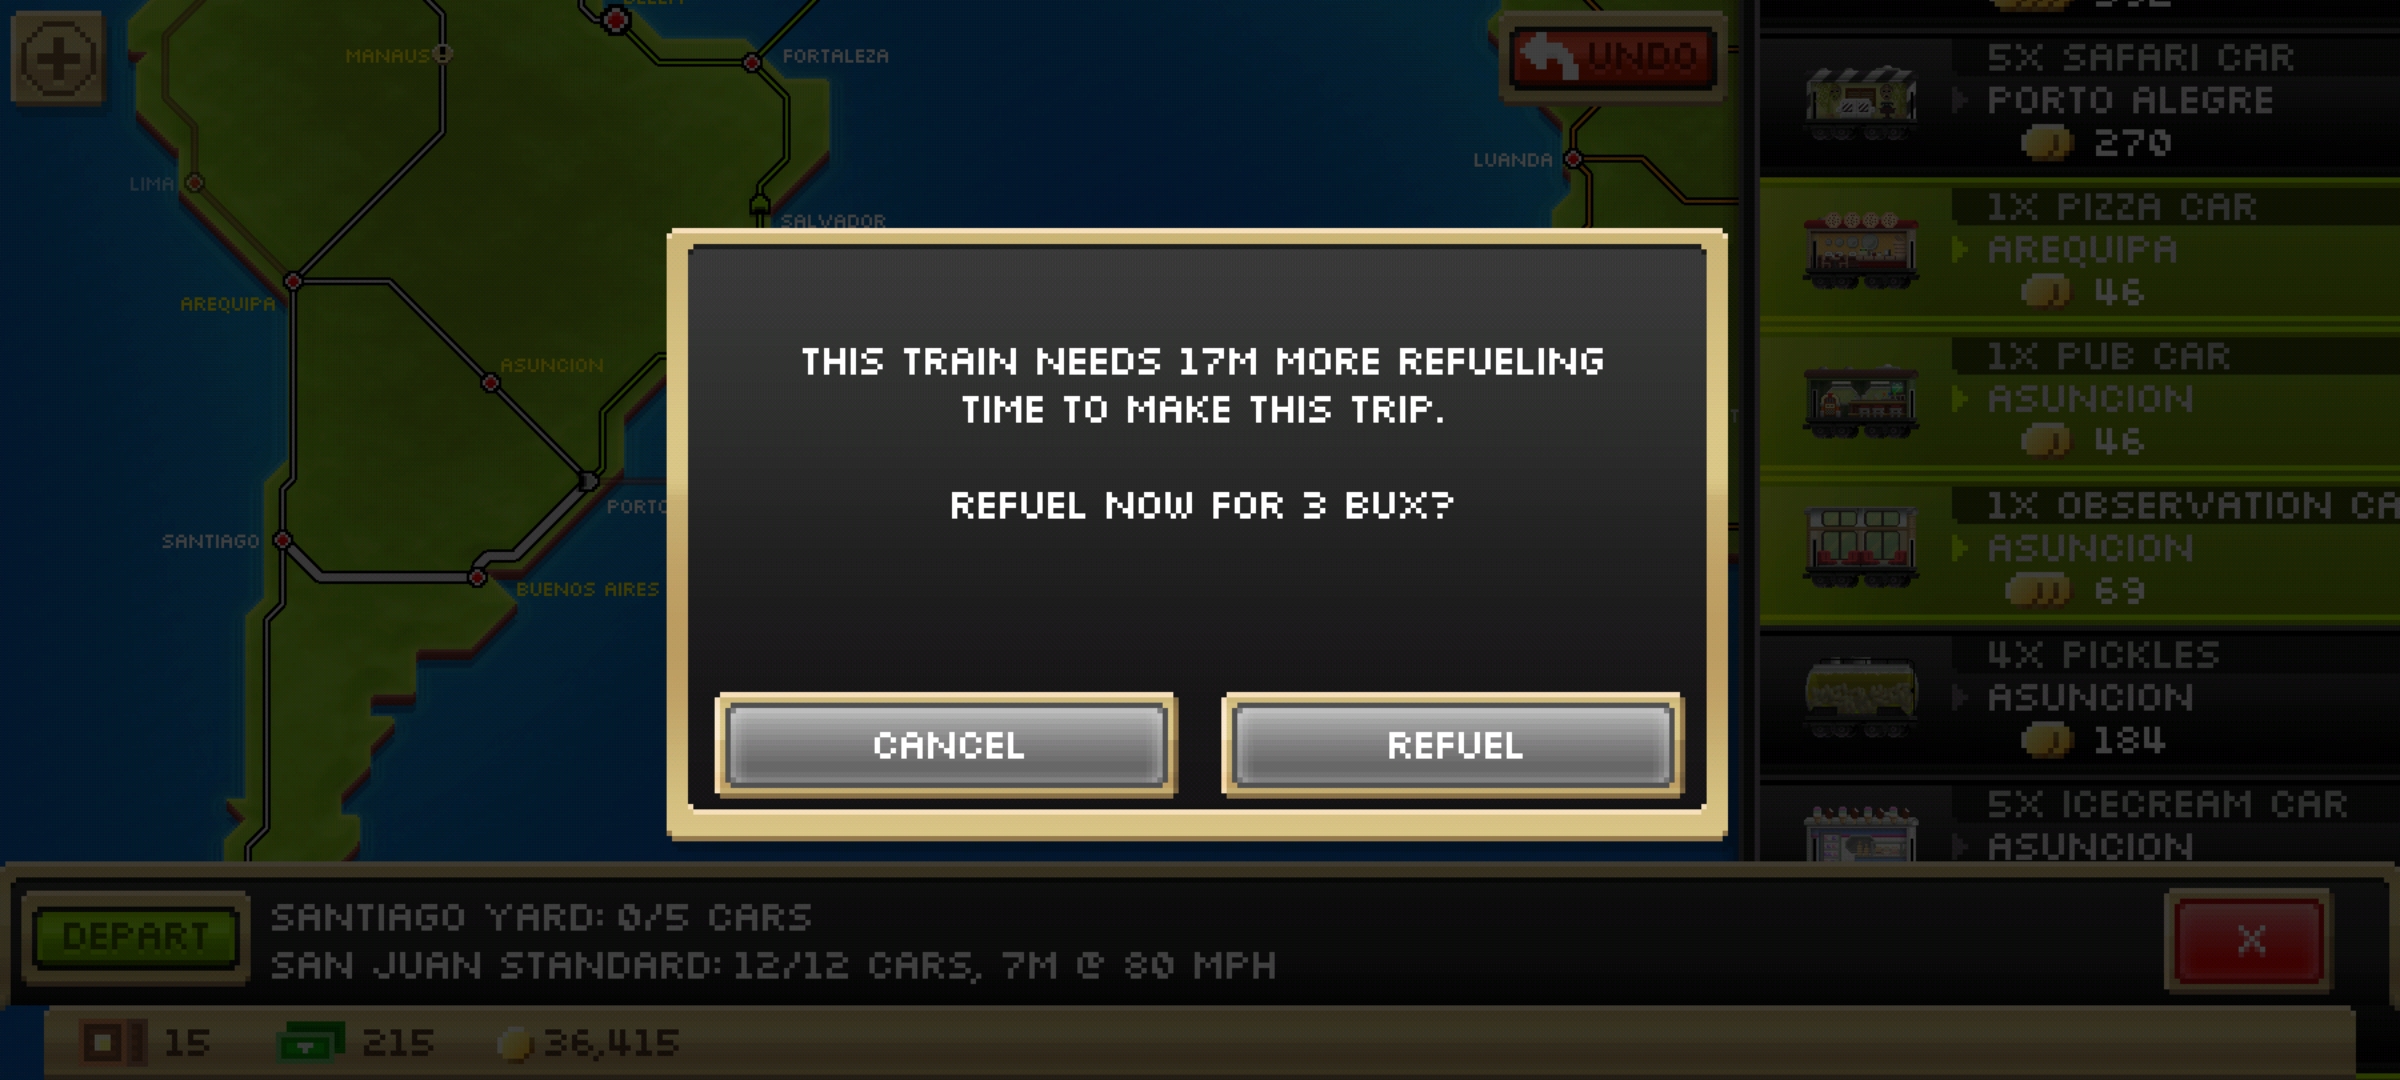 MANAUS
FORTALEZA
LIMA
SALVADOR
AREQUIPA
ASUNCION
SANTIAGO
BUENOS AIRES
LUANDA
UNDO
5X SAFARI CAR
PORTO ALEGRE
270
1X PIZZA CAR
AREQUIPA
46
1X PUB CAR
ASUNCION
46
1X OBSERVATION CA
ASUNCION
69
4X PICKLES
ASUNCION
184
5X ICECREAM CAR
ASUNCION
THIS TRAIN NEEDS 17M MORE REFUELING
TIME TO MAKE THIS TRIP.
REFUEL NOW FOR 3 BUX?
CANCEL
REFUEL
DEPART
SANTIAGO YARD: 0/5 CARS
SAN JUAN STANDARD: 12/12 CARS, 7M @ 80 MPH
X
15
215
36,415